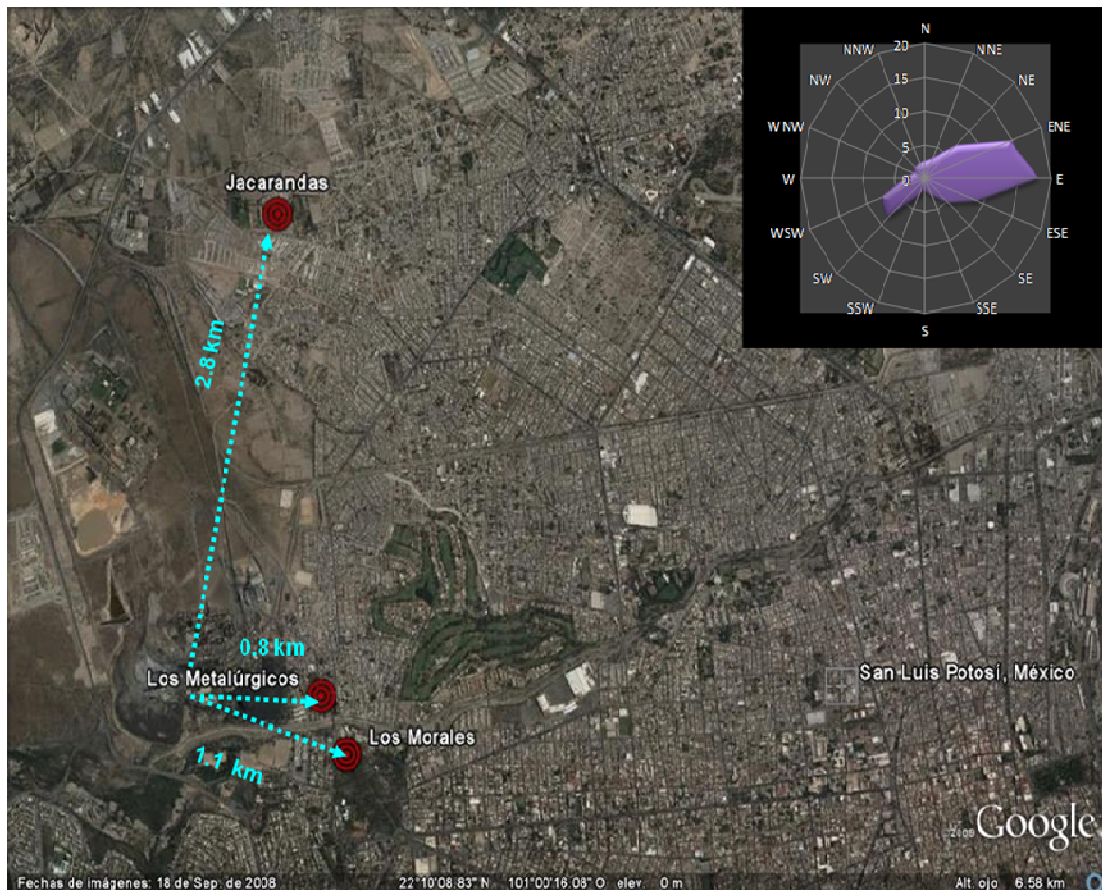 N
NNW
20
NNE
NW
15
NE
10
WNW
5
ENE
W
0
E
WSW
ESE
SW
SE
SSW
SSE
S
Jacarandas
2.8 km
0.8 km
Los Metalúrgicos
San Luis Potosí, México
Los Morales
1.1 km
Google
Fechas de imágenes: 18 de Sep. de 2008 22°10'08.83" N 101°00'16.08" O elev. 0 m Alt. ojo 6.58 km